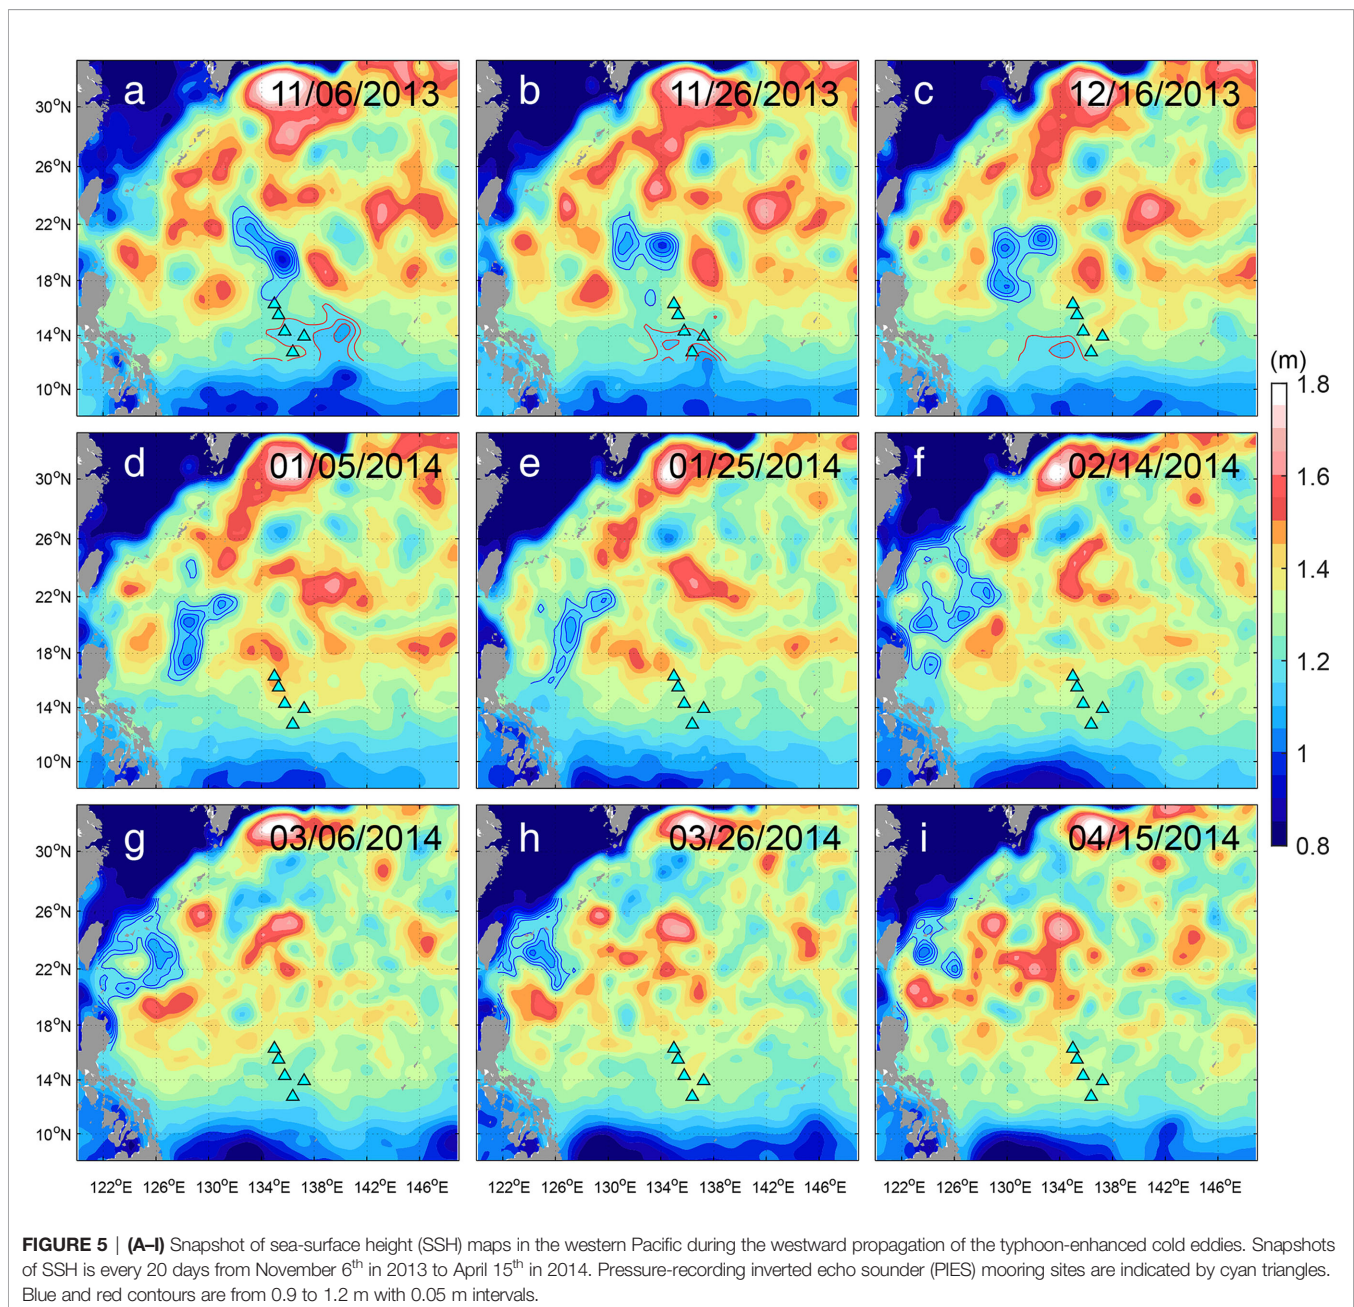 a 11/06/2013
b 11/26/2013
c 12/16/2013
30°N
26°N
22°N
18°N
14°N
10°N
(m)
1.8
1.6
1.4
1.2
1
0.8
d 01/05/2014
e 01/25/2014
f 02/14/2014
30°N
26°N
22°N
18°N
14°N
10°N
g 03/06/2014
h 03/26/2014
i 04/15/2014
30°N
26°N
22°N
18°N
14°N
10°N
122°E 126°E 130°E 134°E 138°E 142°E 146°E
122°E 126°E 130°E 134°E 138°E 142°E 146°E
122°E 126°E 130°E 134°E 138°E 142°E 146°E
FIGURE 5 | (A–I) Snapshot of sea-surface height (SSH) maps in the western Pacific during the westward propagation of the typhoon-enhanced cold eddies. Snapshots
of SSH is every 20 days from November 6th in 2013 to April 15th in 2014. Pressure-recording inverted echo sounder (PIES) mooring sites are indicated by cyan triangles.
Blue and red contours are from 0.9 to 1.2 m with 0.05 m intervals.